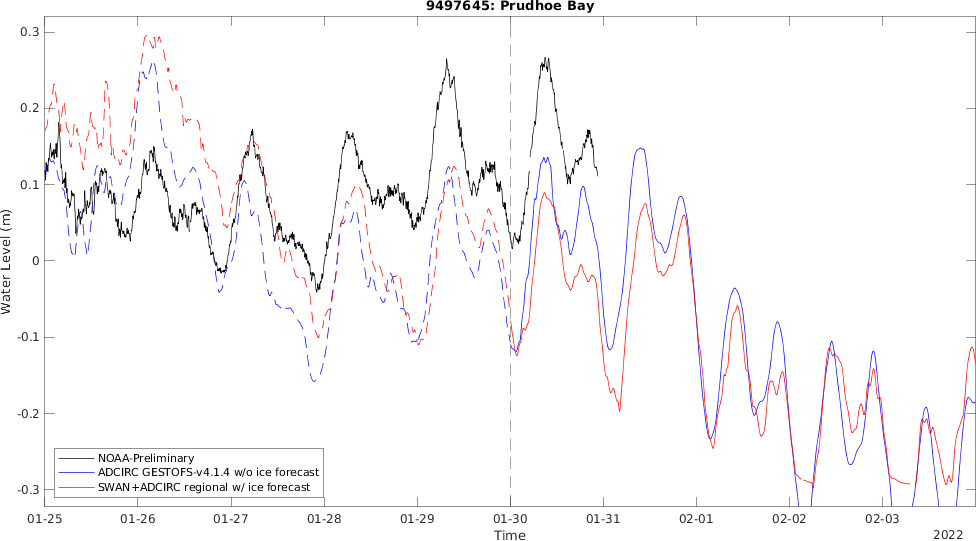 9497645: Prudhoe Bay
0.3
0.2
0.1
0
-0.1
-0.2
-0.3
Water Level (m)
NOAA-Preliminary
ADCIRC GESTOFS-v4.1.4 w/o ice forecast
SWAN+ADCIRC regional w/ ice forecast
01-25 01-26 01-27 01-28 01-29 01-30 01-31 02-01 02-02 02-03
Time
2022